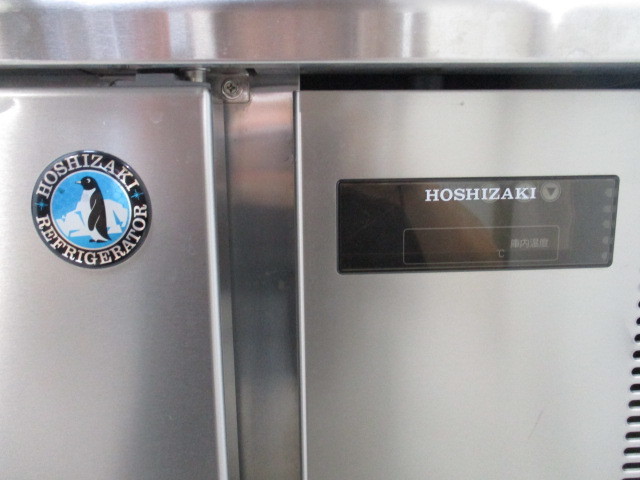 HOSHIZAKI
REFRIGERATOR
HOSHIZAKI
庫内温度
℃